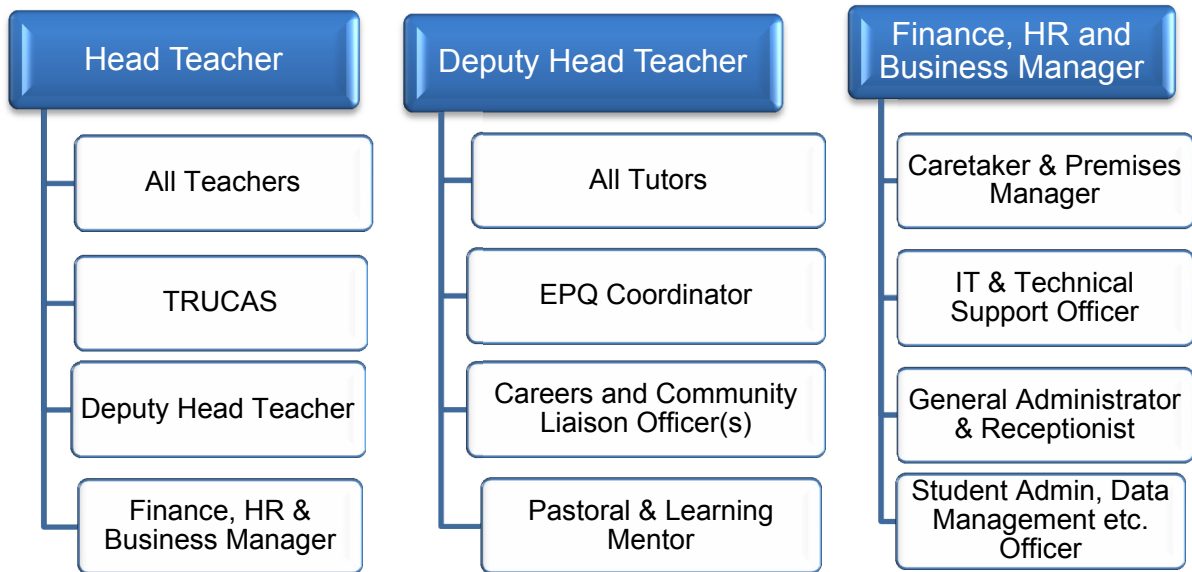 Head Teacher
All Teachers
TRUCAS
Deputy Head Teacher
Finance, HR &
Business Manager
Deputy Head Teacher
All Tutors
EPQ Coordinator
Careers and Community
Liaison Officer(s)
Pastoral & Learning
Mentor
Finance, HR and
Business Manager
Caretaker & Premises
Manager
IT & Technical
Support Officer
General Administrator
& Receptionist
Student Admin, Data
Management etc.
Officer